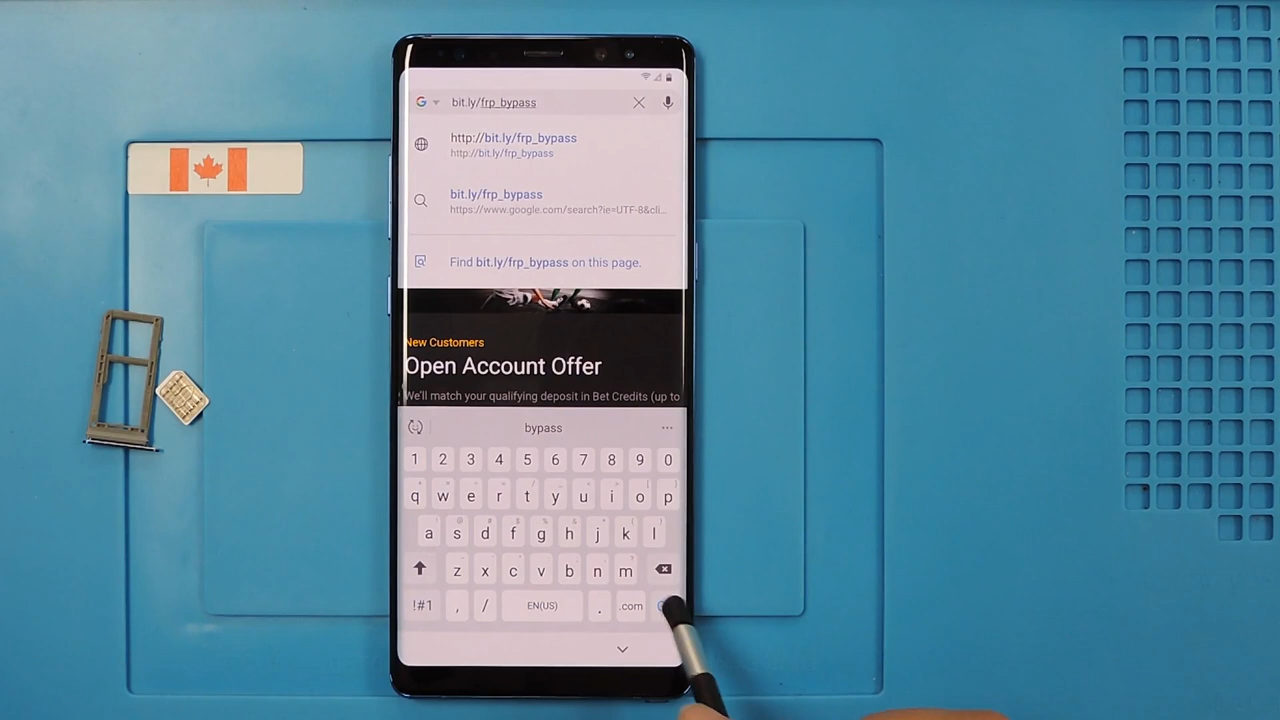 bit.ly/frp_bypass
http://bit.ly/frp_bypass
http://bit.ly/frp_bypass
bit.ly/frp_bypass
https://www.google.com/search?ie=UTF-8&cli...
Find bit.ly/frp_bypass on this page.
New Customers
Open Account Offer
We'll match your qualifying deposit in Bet Credits (up to
bypass
1 2 3 4 5 6 7 8 9 0
q w e r t y u i o p
a s d f g h j k l
z x c v b n m
!#1 , / EN(US) . .com